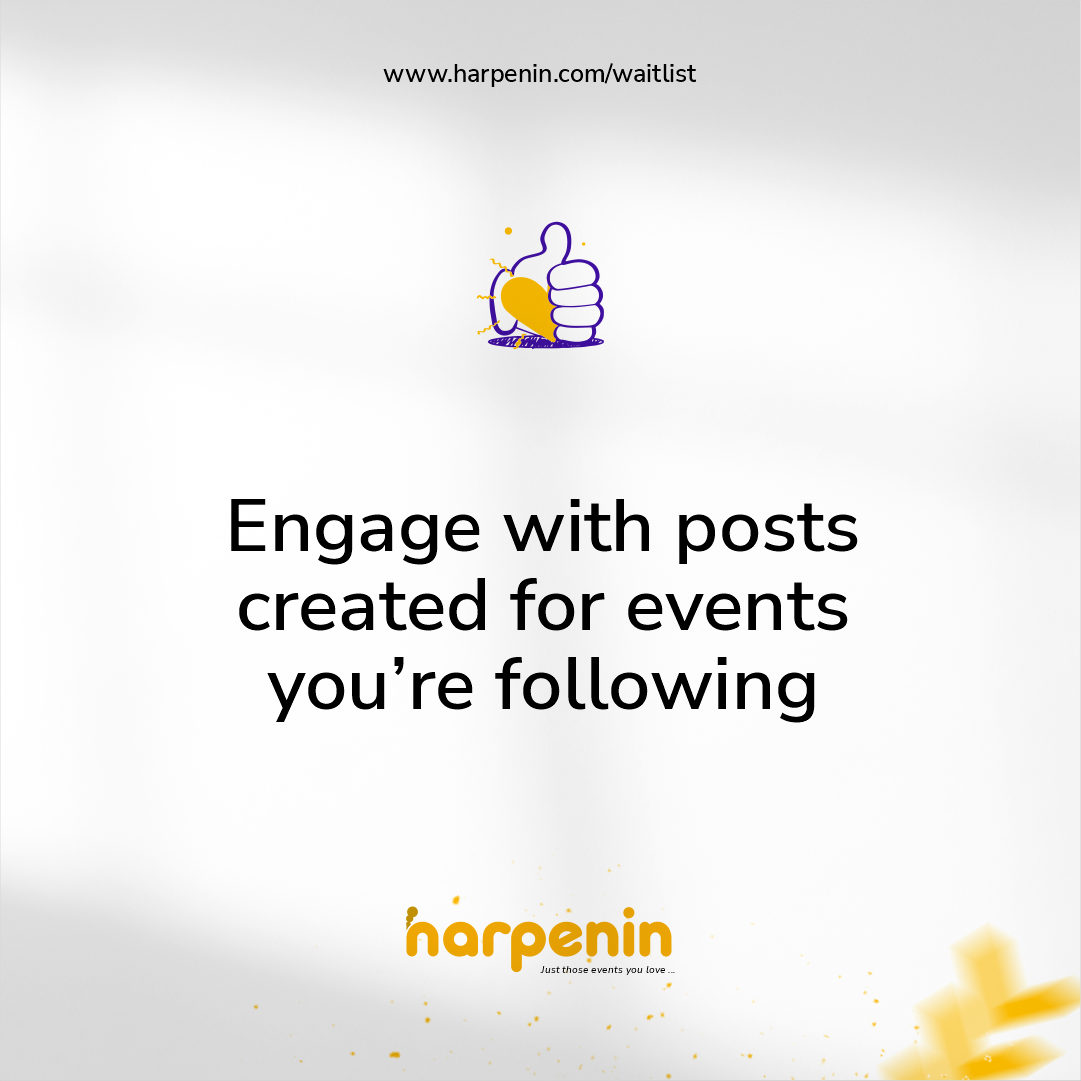 www.harpenin.com/waitlist
Engage with posts
created for events
you’re following
harpenin
Just those events you love ...